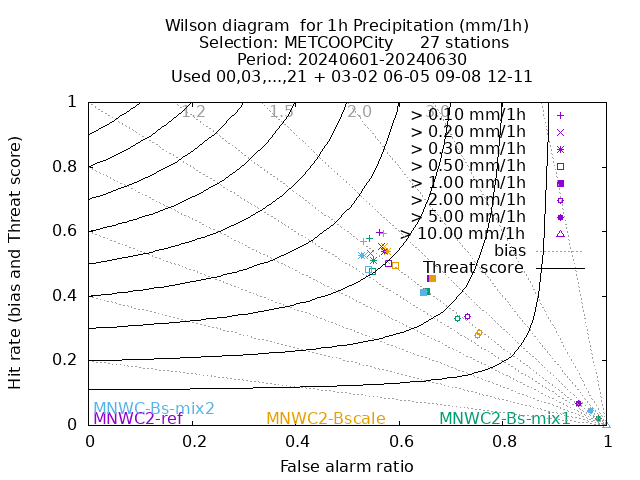 Wilson diagram  for 1h Precipitation (mm/1h)
Selection: METCOOPCity     27 stations
Period: 20240601-20240630
Used 00,03,...,21 + 03-02 06-05 09-08 12-11
1.2 1.5 2.0 3.0
> 0.10 mm/1h
> 0.20 mm/1h
> 0.30 mm/1h
> 0.50 mm/1h
> 1.00 mm/1h
> 2.00 mm/1h
> 5.00 mm/1h
> 10.00 mm/1h
bias
Threat score
1
0.8
0.6
0.4
0.2
0
Hit rate (bias and Threat score)
MNWC-Bs-mix2
MNWC2-ref MNWC2-Bscale MNWC2-Bs-mix1
0 0.2 0.4 0.6 0.8 1
False alarm ratio